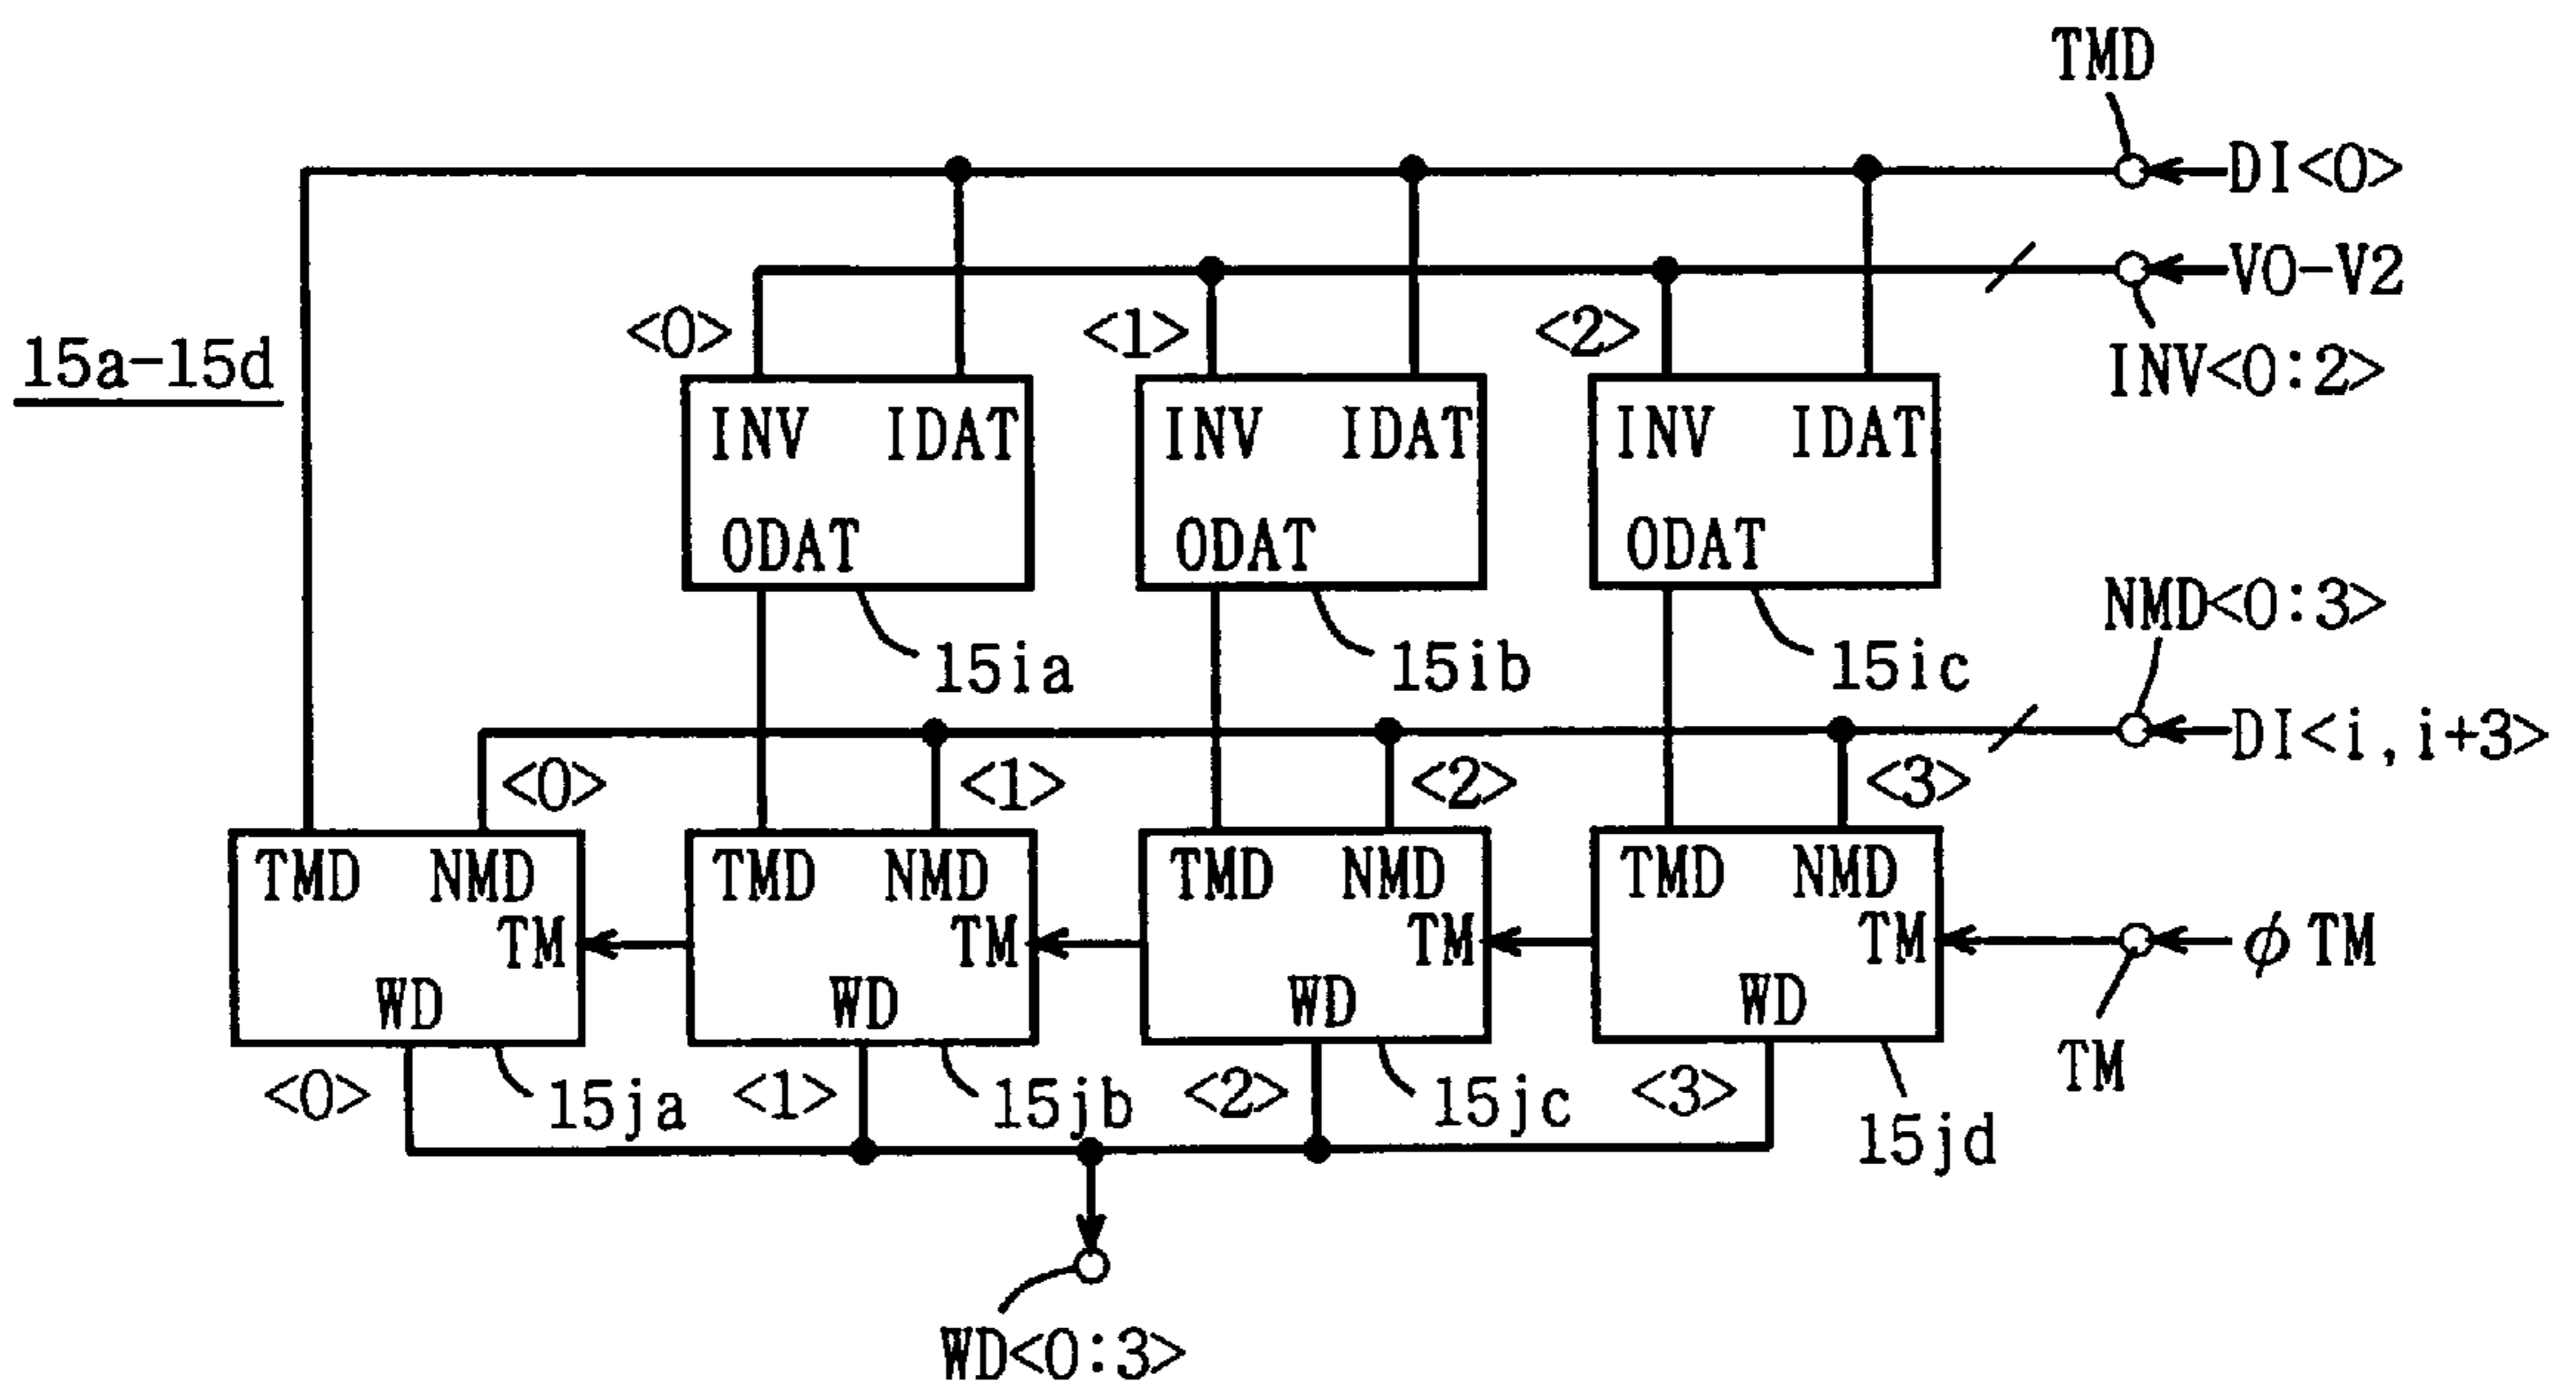 TMD
DI<0>
V0-V2
INV<0:2>
15a-15d
<0>
<1>
<2>
INV IDAT
ODAT
INV IDAT
ODAT
INV IDAT
ODAT
15ia
15ib
15ic
NMD<0:3>
DI<i,i+3>
<0>
<1>
<2>
<3>
TMD NMD
TM
WD
TMD NMD
TM
WD
TMD NMD
TM
WD
TMD NMD
TM
WD
φTM
TM
<0>
15ja
<1>
15jb
<2>
15jc
<3>
15jd
WD<0:3>